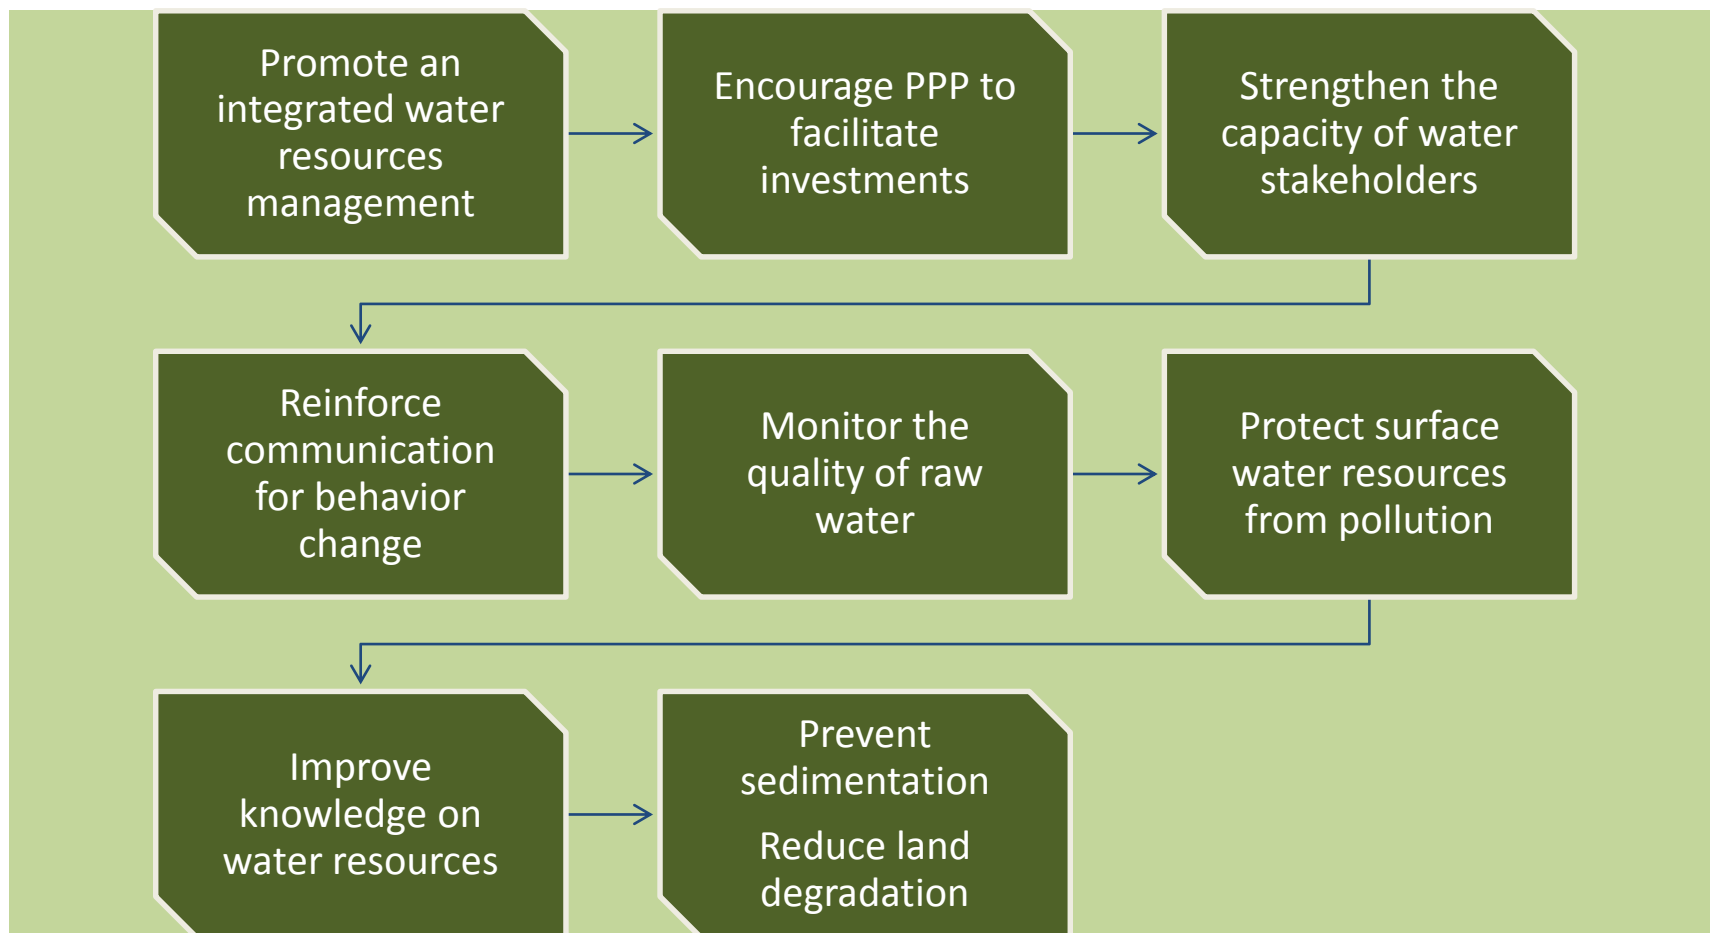 Promote an
integrated water
resources
management
Encourage PPP to
facilitate
investments
Strengthen the
capacity of water
stakeholders
Reinforce
communication
for behavior
change
Monitor the
quality of raw
water
Protect surface
water resources
from pollution
Improve
knowledge on
water resources
Prevent
sedimentation
Reduce land
degradation